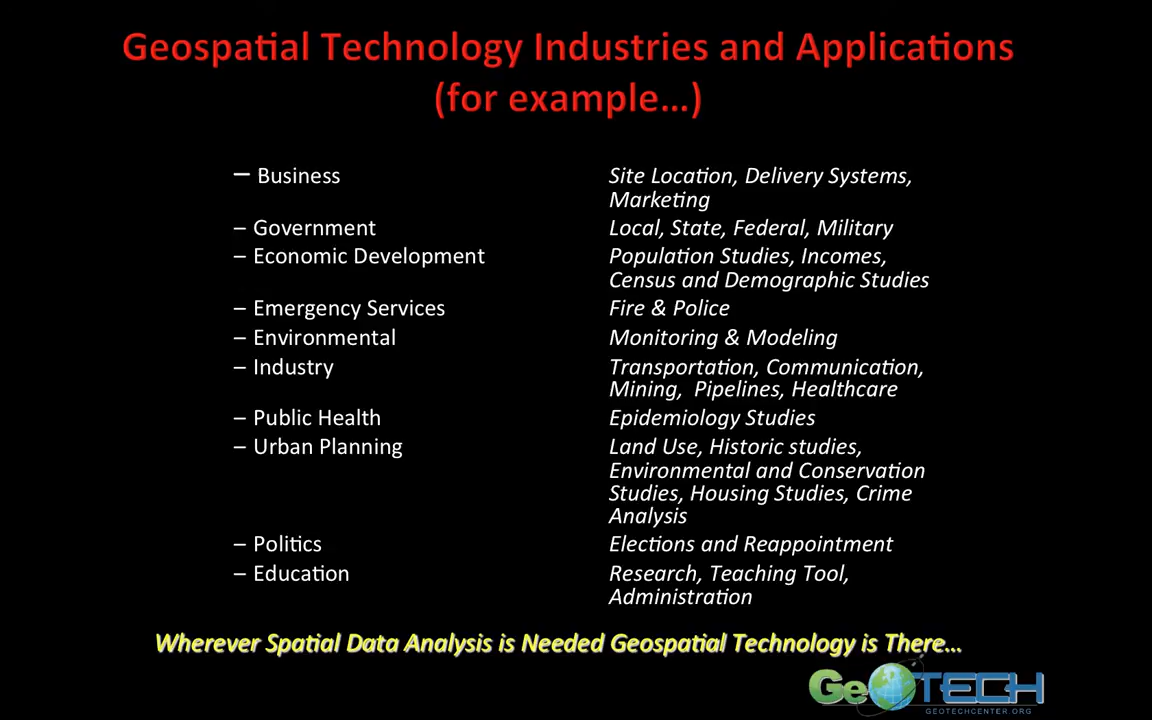 Geospatial Technology Industries and Applications
(for example…)
– Business Site Location, Delivery Systems,
Marketing
– Government Local, State, Federal, Military
– Economic Development Population Studies, Incomes,
Census and Demographic Studies
– Emergency Services Fire & Police
– Environmental Monitoring & Modeling
– Industry Transportation, Communication,
Mining, Pipelines, Healthcare
– Public Health Epidemiology Studies
– Urban Planning Land Use, Historic studies,
Environmental and Conservation
Studies, Housing Studies, Crime
Analysis
– Politics Elections and Reappointment
– Education Research, Teaching Tool,
Administration
Wherever Spatial Data Analysis is Needed Geospatial Technology is There…
GeoTECH
GEOTECHCENTER.ORG